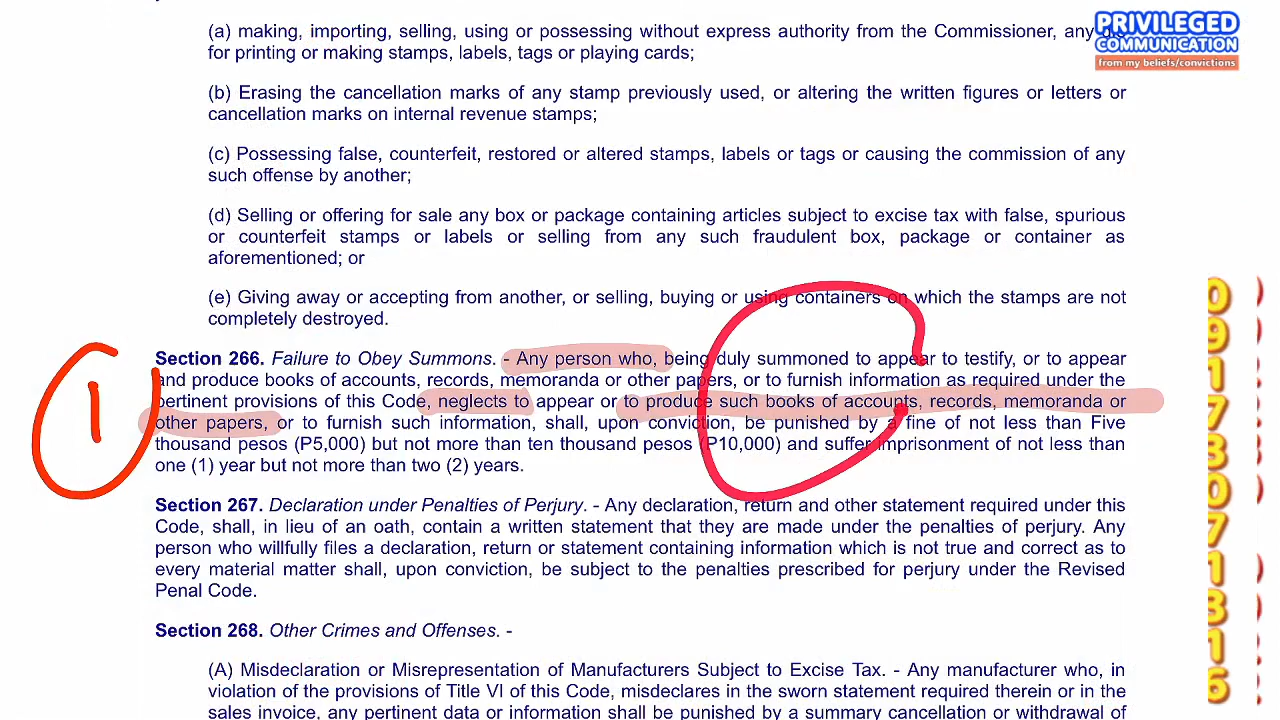 (a) making, importing, selling, using or possessing without express authority from the Commissioner, any
for printing or making stamps, labels, tags or playing cards;
PRIVILEGED
COMMUNICATION
from my beliefs/convictions
(b) Erasing the cancellation marks of any stamp previously used, or altering the written figures or letters or
cancellation marks on internal revenue stamps;
(c) Possessing false, counterfeit, restored or altered stamps, labels or tags or causing the commission of any
such offense by another;
(d) Selling or offering for sale any box or package containing articles subject to excise tax with false, spurious
or counterfeit stamps or labels or selling from any such fraudulent box, package or container as
aforementioned; or
(e) Giving away or accepting from another, or selling, buying or using containers on which the stamps are not
completely destroyed.
Section 266. Failure to Obey Summons. - Any person who, being duly summoned to appear to testify, or to appear
and produce books of accounts, records, memoranda or other papers, or to furnish information as required under the
pertinent provisions of this Code, neglects to appear or to produce such books of accounts, records, memoranda or
other papers, or to furnish such information, shall, upon conviction, be punished by a fine of not less than Five
thousand pesos (P5,000) but not more than ten thousand pesos (P10,000) and suffer imprisonment of not less than
one (1) year but not more than two (2) years.
1
Section 267. Declaration under Penalties of Perjury. - Any declaration, return and other statement required under this
Code, shall, in lieu of an oath, contain a written statement that they are made under the penalties of perjury. Any
person who willfully files a declaration, return or statement containing information which is not true and correct as to
every material matter shall, upon conviction, be subject to the penalties prescribed for perjury under the Revised
Penal Code.
Section 268. Other Crimes and Offenses. -
(A) Misdeclaration or Misrepresentation of Manufacturers Subject to Excise Tax. - Any manufacturer who, in
violation of the provisions of Title VI of this Code, misdeclares in the sworn statement required therein or in the
sales invoice, any pertinent data or information shall be punished by a summary cancellation or withdrawal of
09173071316